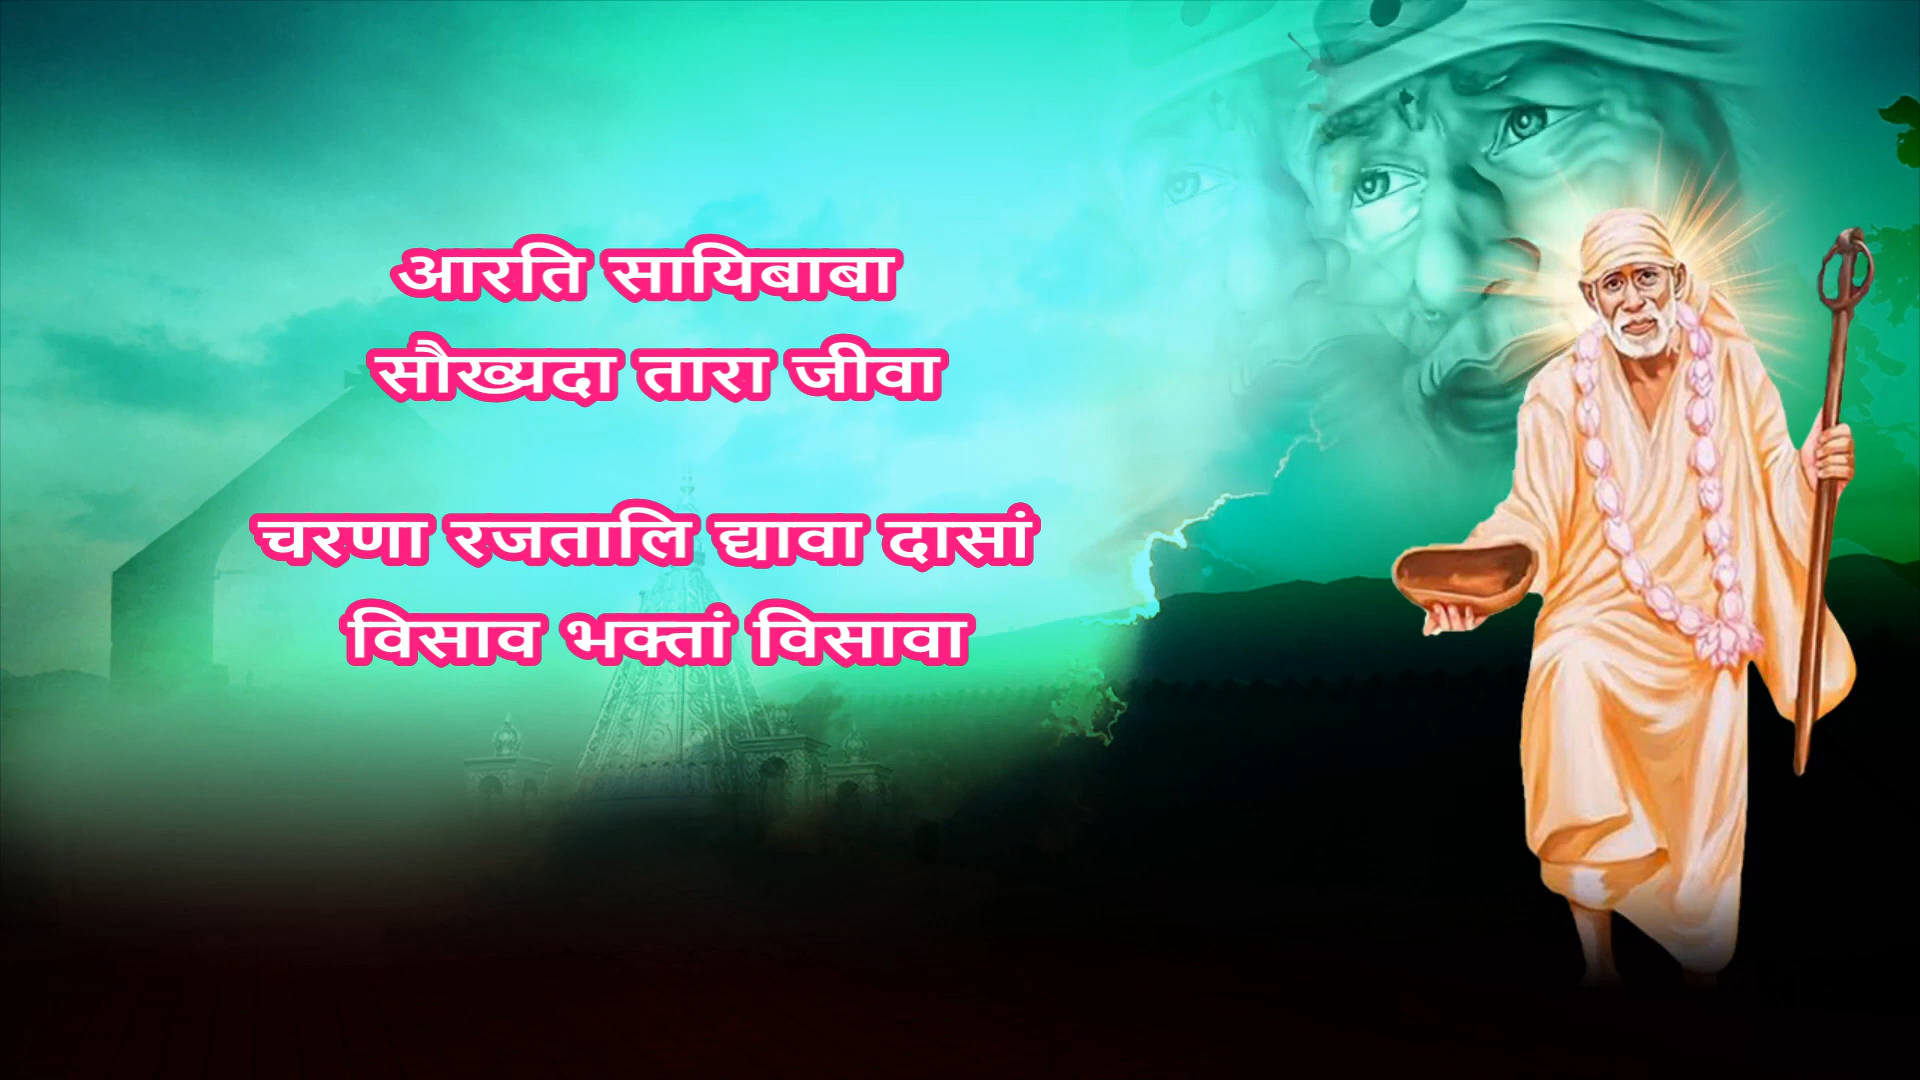 आरति सायिबाबा
सौख्यदा तारा जीवा
चरणा रजतालि द्यावा दासां
विसाव भक्तां विसावा